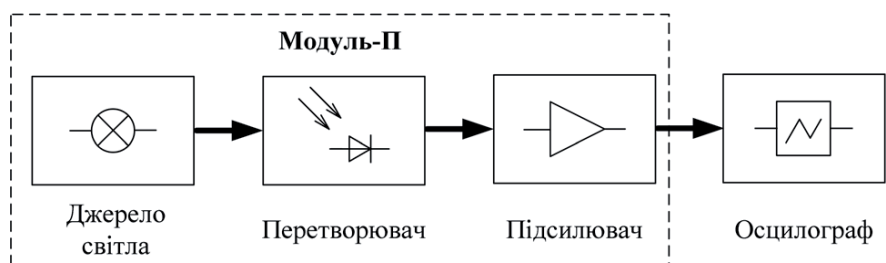 Модуль-П
Джерело
світла
Перетворювач
Підсилювач
Осцилограф